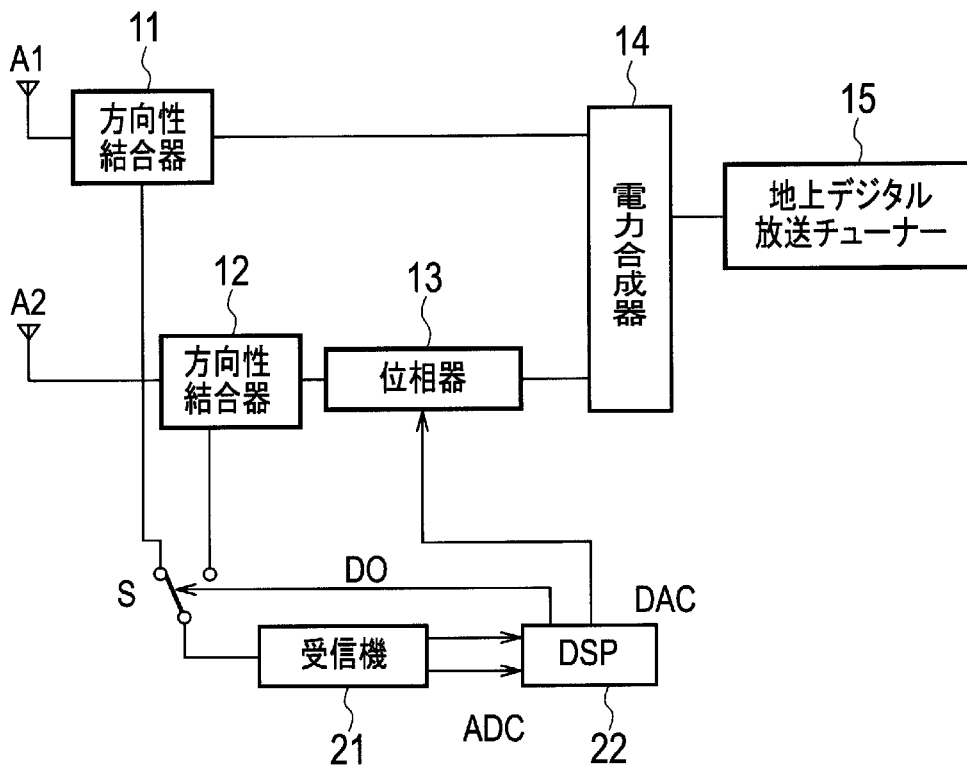 11
A1
方向性
結合器
14
15
電力合成器
地上デジタル
放送チューナー
A2
12
13
方向性
結合器
位相器
S
DO
DAC
受信機
DSP
21
ADC
22